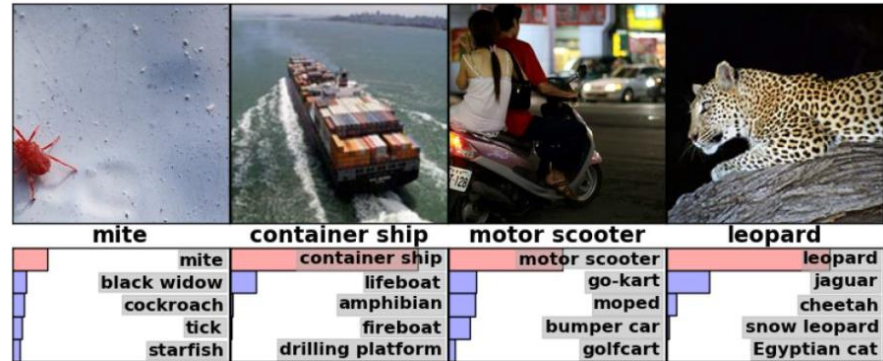 mite
container ship
motor scooter
leopard
mite
black widow
cockroach
tick
starfish
container ship
lifeboat
amphibian
fireboat
drilling platform
motor scooter
go-kart
moped
bumper car
golfcart
leopard
jaguar
cheetah
snow leopard
Egyptian cat